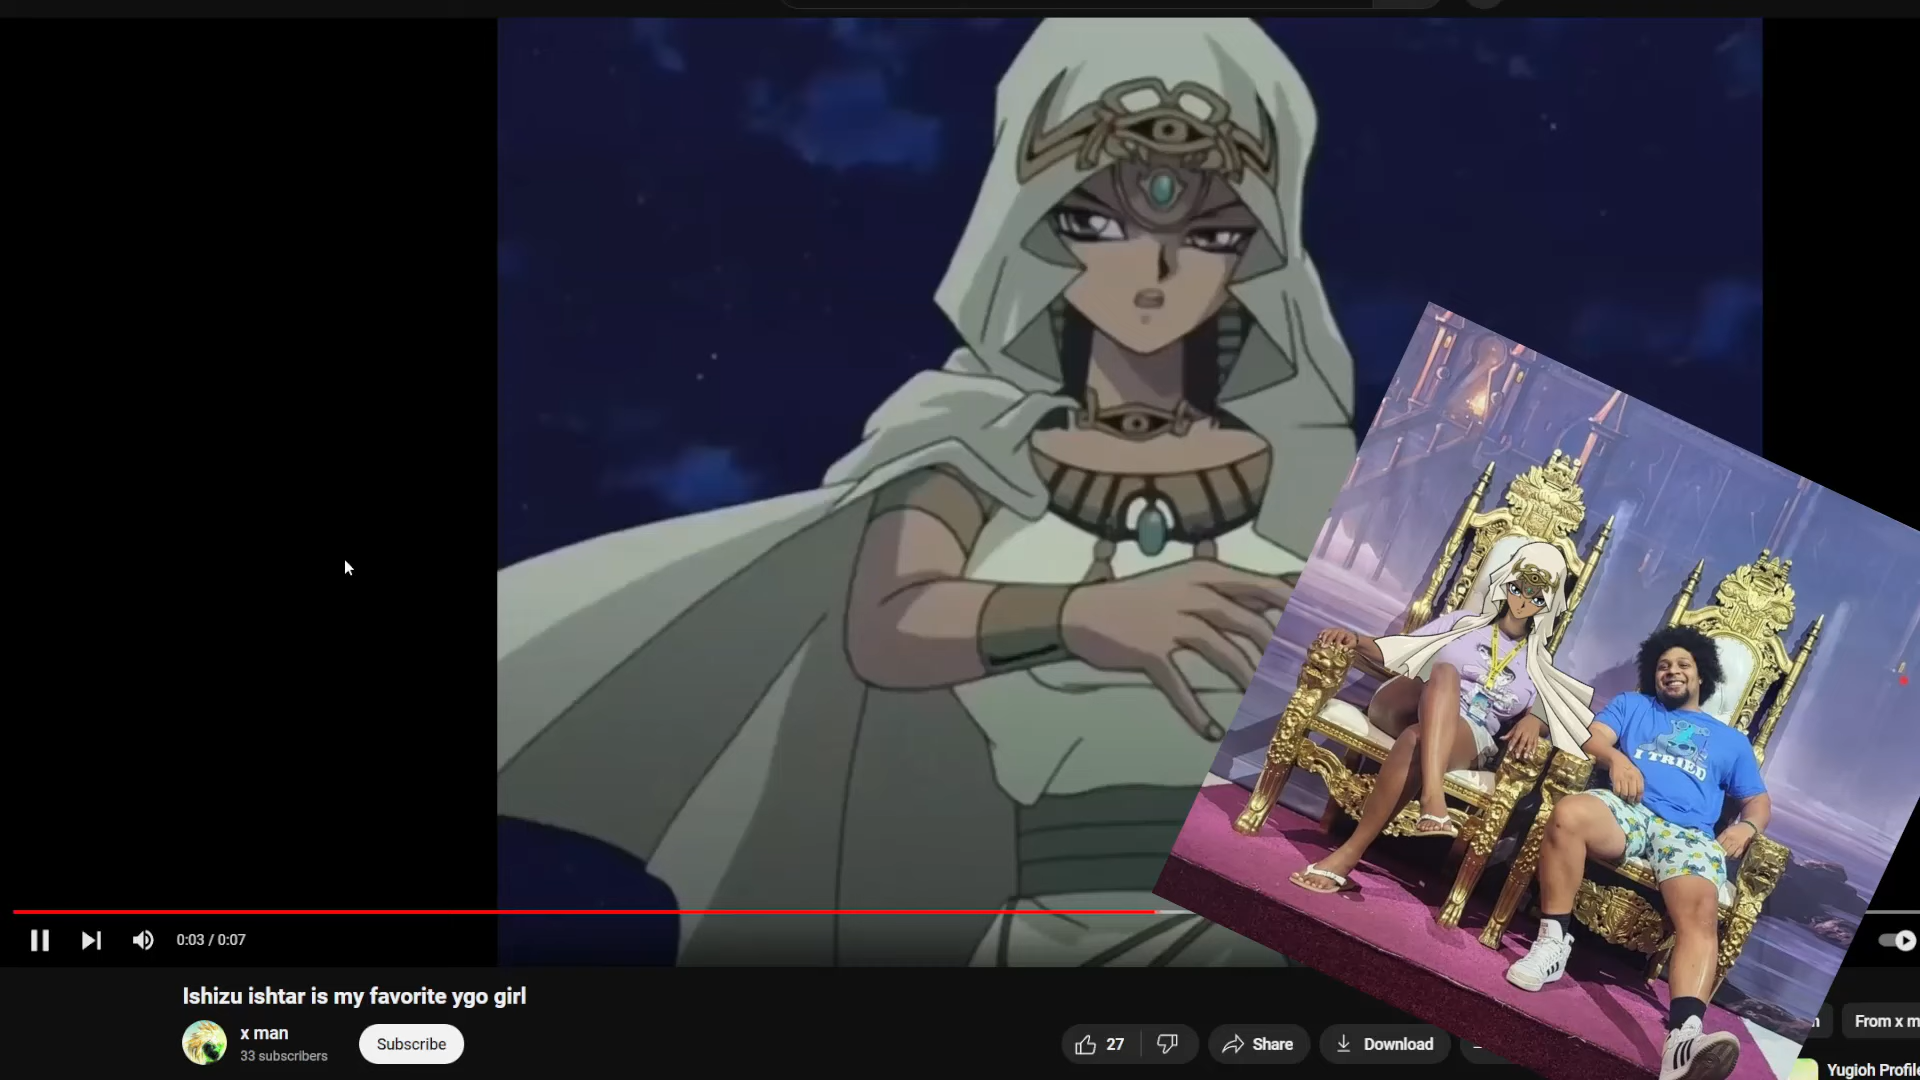 I TRIED
0:03 / 0:07
Ishizu ishtar is my favorite ygo girl
x man
33 subscribers
Subscribe
27
Share
Download
From x m
Yugioh Profile